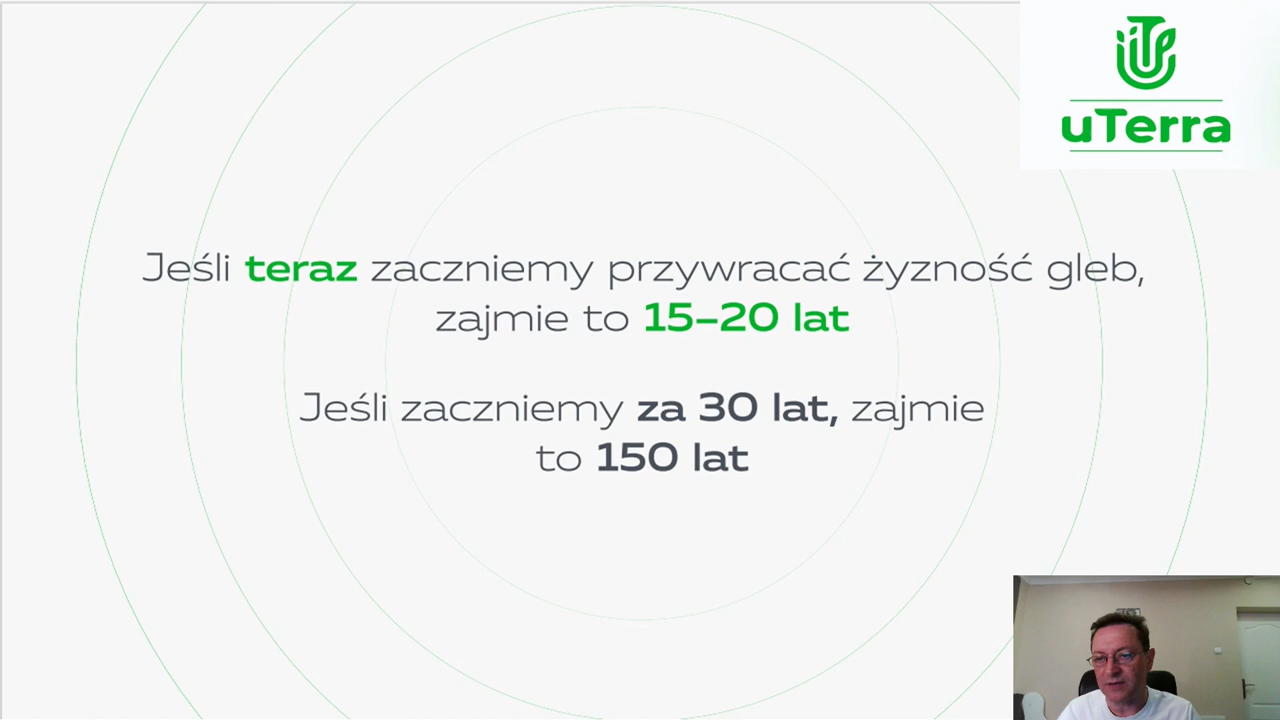 uTerra
Jeśli teraz zaczniemy przywracać żyzność gleb,
zajmie to 15–20 lat
Jeśli zaczniemy za 30 lat, zajmie
to 150 lat